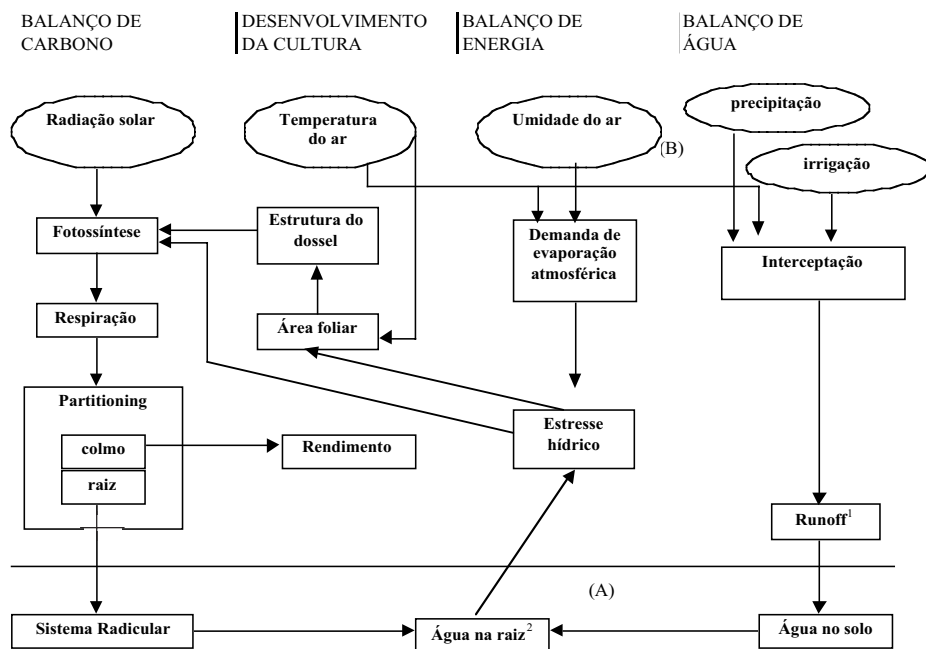 BALANÇO DE
CARBONO
DESENVOLVIMENTO
DA CULTURA
BALANÇO DE
ENERGIA
BALANÇO DE
ÁGUA
Radiação solar
Temperatura
do ar
Umidade do ar
(B)
precipitação
irrigação
Fotossíntese
Estrutura do
dossel
Demanda de
evaporação
atmosférica
Interceptação
Respiração
Área foliar
Partitioning
colmo
raiz
Rendimento
Estresse
hídrico
Runoff¹
(A)
Sistema Radicular
Água na raiz²
Água no solo